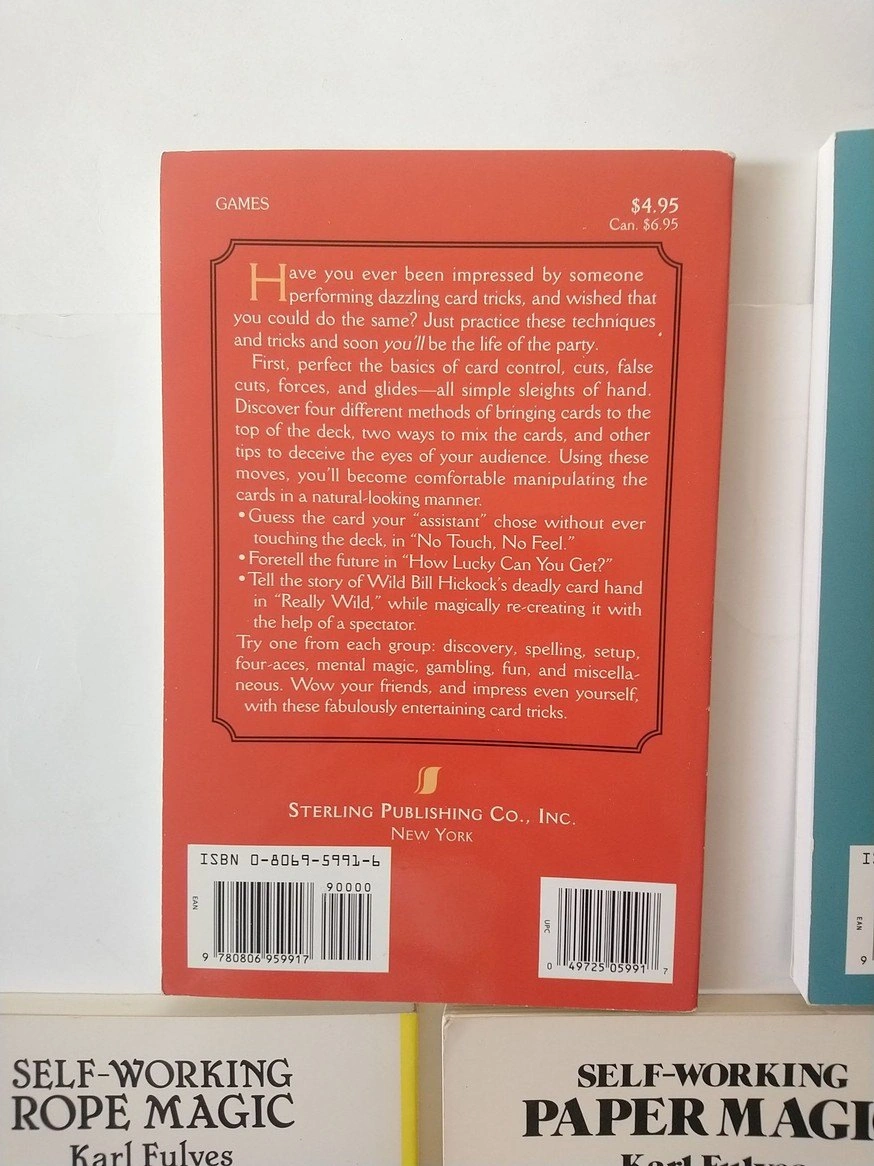 GAMES
$4.95
Can. $6.95
Have you ever been impressed by someone
performing dazzling card tricks, and wished that
you could do the same? Just practice these techniques
and tricks and soon you'll be the life of the party.
First, perfect the basics of card control, cuts, false
cuts, forces, and glides—all simple sleights of hand.
Discover four different methods of bringing cards to the
top of the deck, two ways to mix the cards, and other
tips to deceive the eyes of your audience. Using these
moves, you'll become comfortable manipulating the
cards in a natural-looking manner.
• Guess the card your "assistant" chose without ever
touching the deck, in "No Touch, No Feel."
• Foretell the future in "How Lucky Can You Get?"
• Tell the story of Wild Bill Hickock's deadly card hand
in "Really Wild," while magically re-creating it with
the help of a spectator.
Try one from each group: discovery, spelling, setup,
four-aces, mental magic, gambling, fun, and miscella-
neous. Wow your friends, and impress even yourself,
with these fabulously entertaining card tricks.
STERLING PUBLISHING CO., INC.
NEW YORK
ISBN 0-8069-5991-6
90000
EAN
9 780806 959917
UPC
0 49725 05991 7
EAN
9
SELF-WORKING
ROPE MAGIC
Karl Fulves
SELF-WORKING
PAPER MAGIC
Karl Fulves